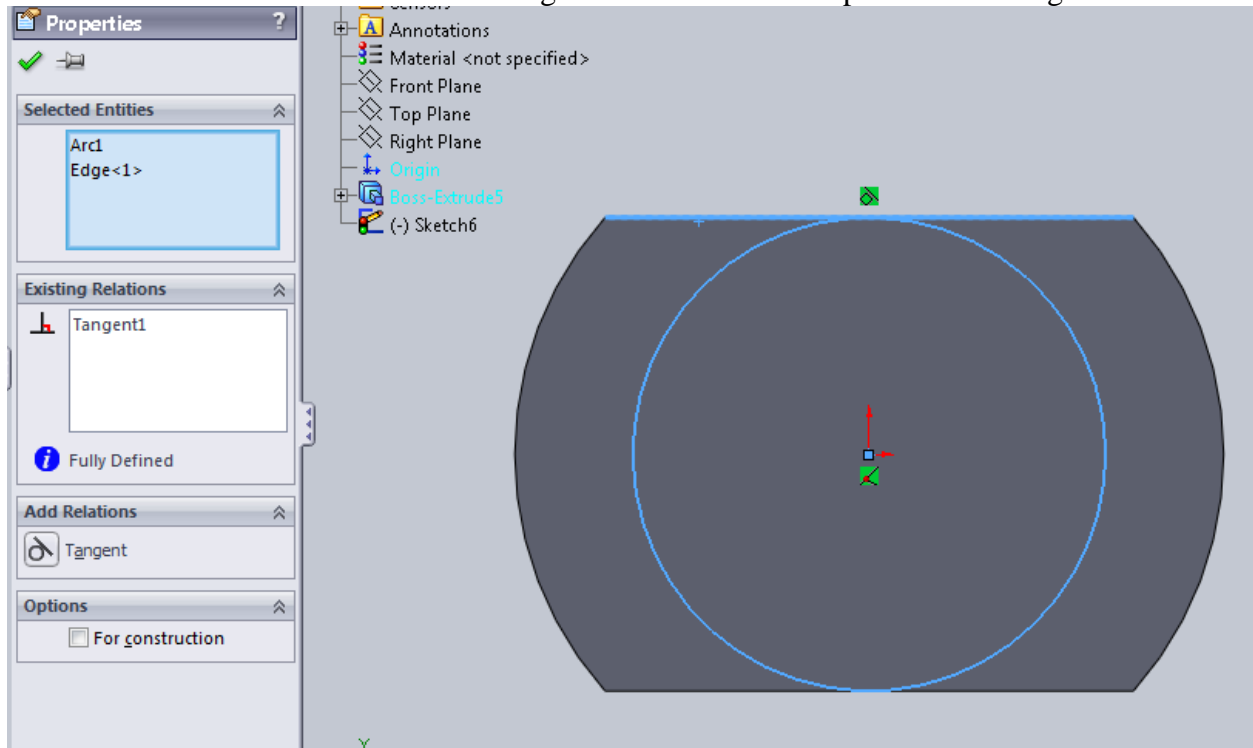 Properties
?
Selected Entities
Arc1
Edge<1>
Existing Relations
Tangent1
Fully Defined
Add Relations
Tangent
Options
For construction
Sensors
Annotations
Material <not specified>
Front Plane
Top Plane
Right Plane
Origin
Boss-Extrude5
(-) Sketch6
Y